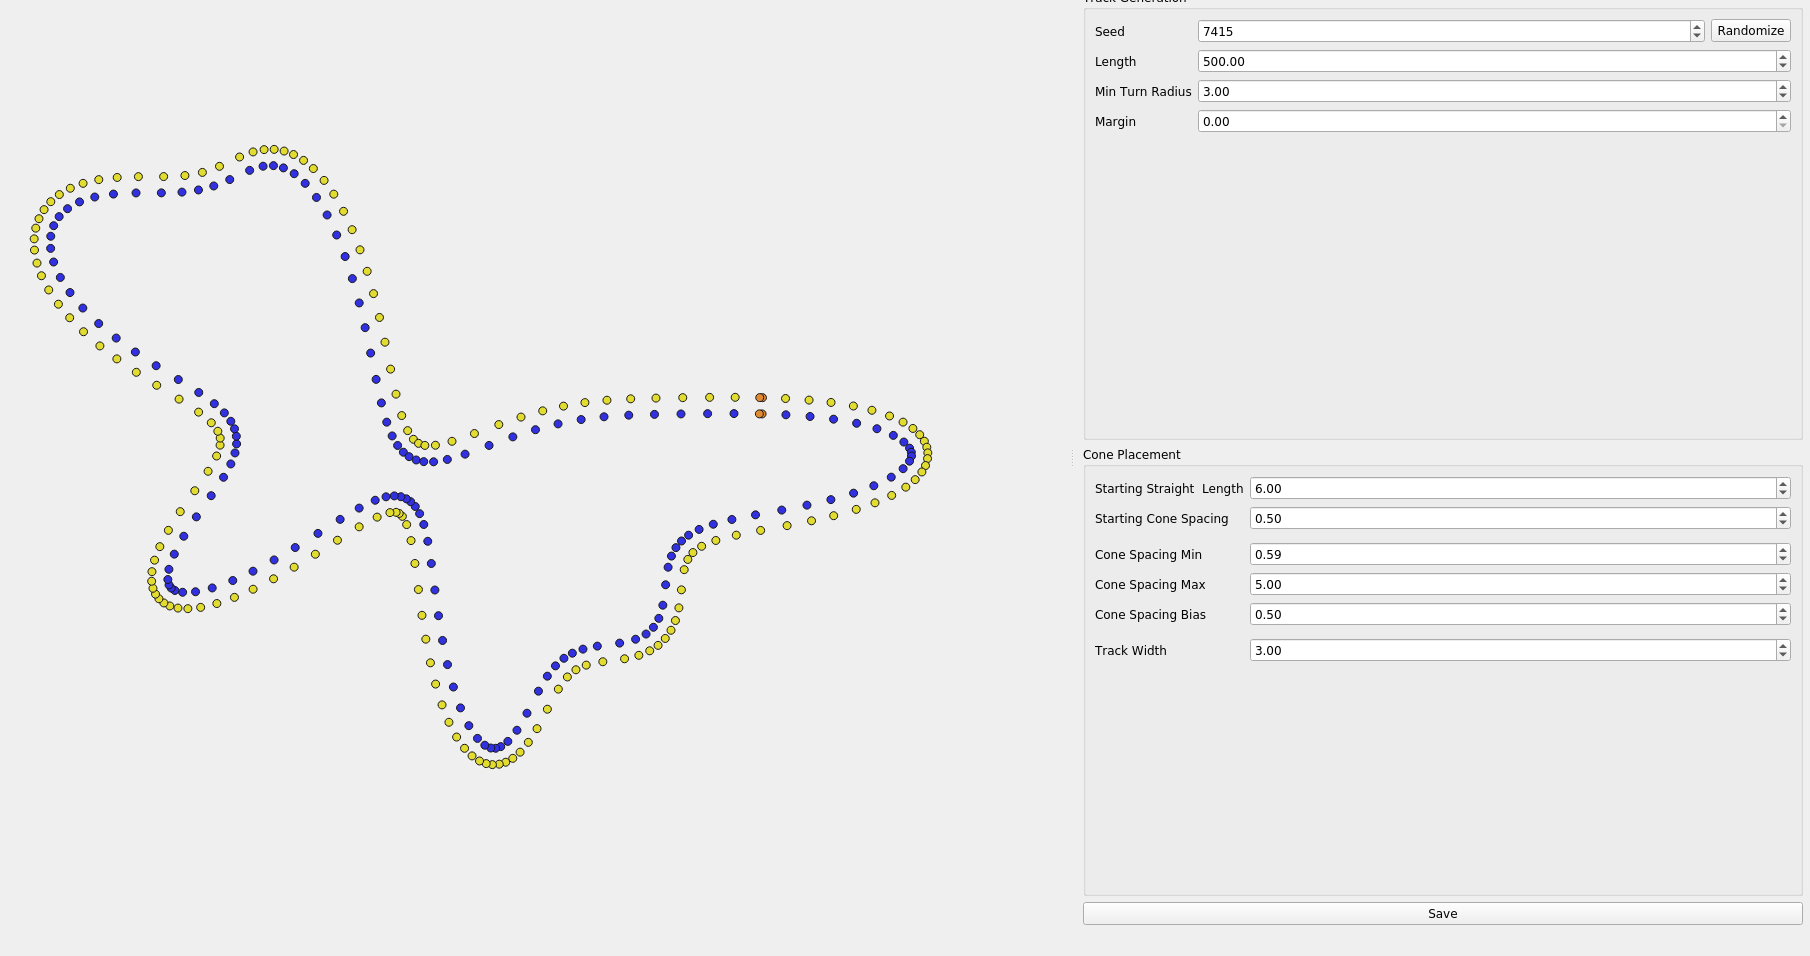 Track Generation
Seed 7415 Randomize
Length 500.00
Min Turn Radius 3.00
Margin 0.00
Cone Placement
Starting Straight Length 6.00
Starting Cone Spacing 0.50
Cone Spacing Min 0.59
Cone Spacing Max 5.00
Cone Spacing Bias 0.50
Track Width 3.00
Save